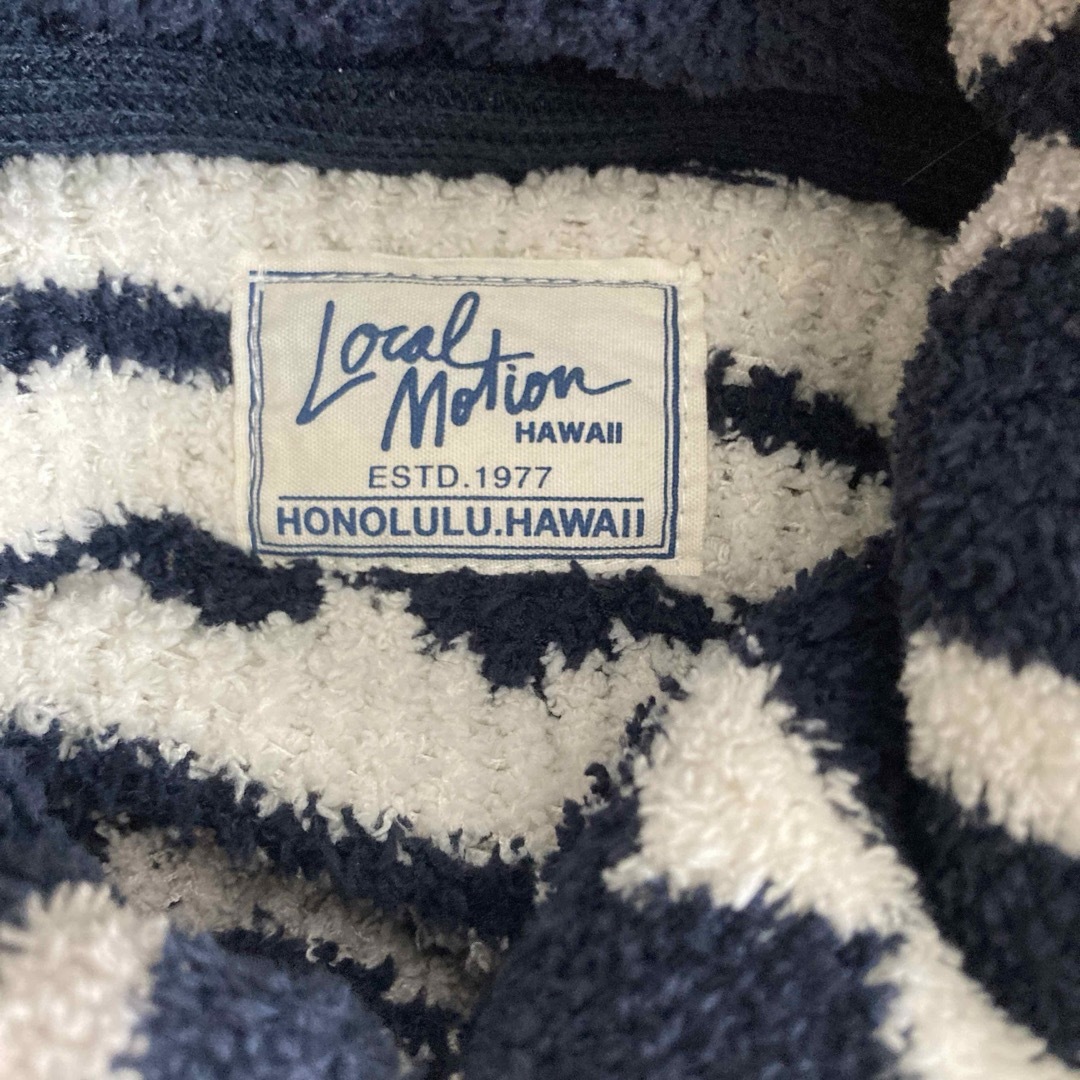 Local
Motion
HAWAII
ESTD.1977
HONOLULU.HAWAII